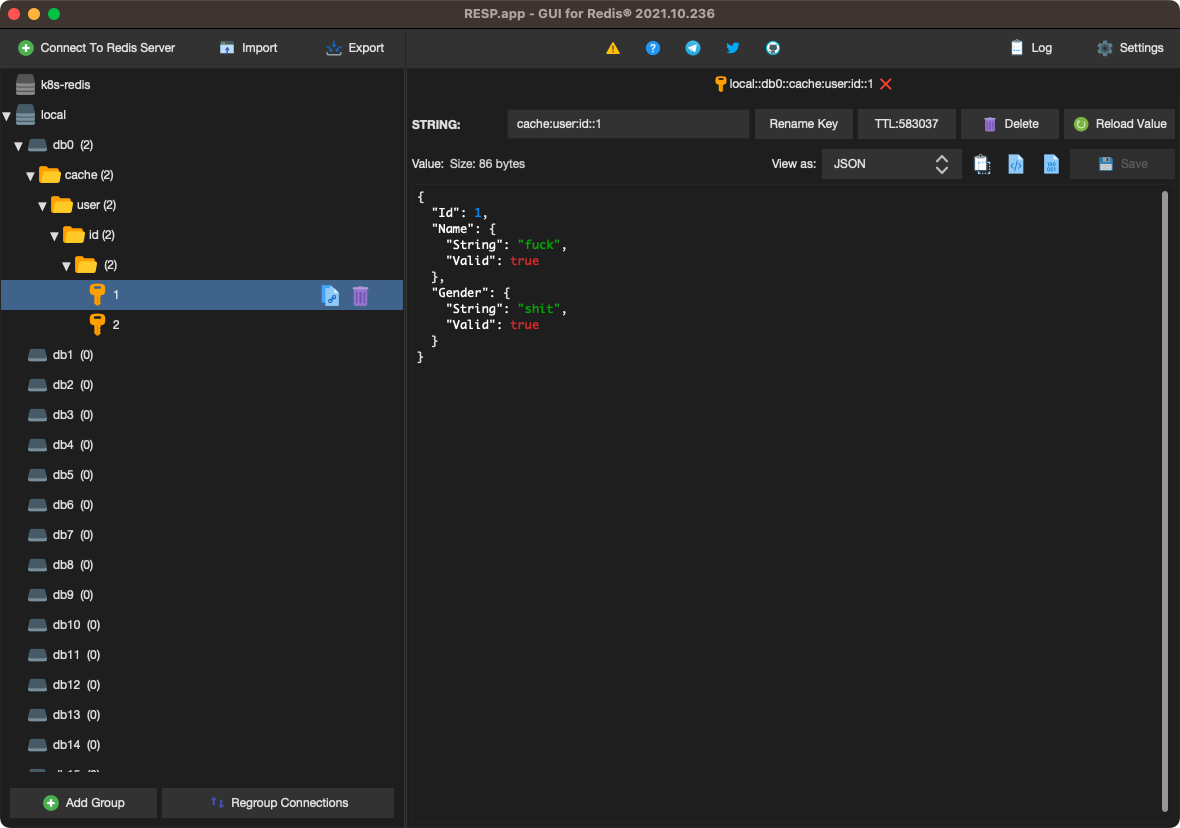 RESP.app - GUI for Redis® 2021.10.236
Connect To Redis Server Import Export Log Settings
k8s-redis
local
db0 (2)
cache (2)
user (2)
id (2)
(2)
1
2
db1 (0)
db2 (0)
db3 (0)
db4 (0)
db5 (0)
db6 (0)
db7 (0)
db8 (0)
db9 (0)
db10 (0)
db11 (0)
db12 (0)
db13 (0)
db14 (0)
Add Group Regroup Connections
local::db0::cache:user:id::1
STRING: cache:user:id::1 Rename Key TTL:583037 Delete Reload Value
Value: Size: 86 bytes View as: JSON Save
{
"Id": 1,
"Name": {
"String": "fuck",
"Valid": true
},
"Gender": {
"String": "shit",
"Valid": true
}
}